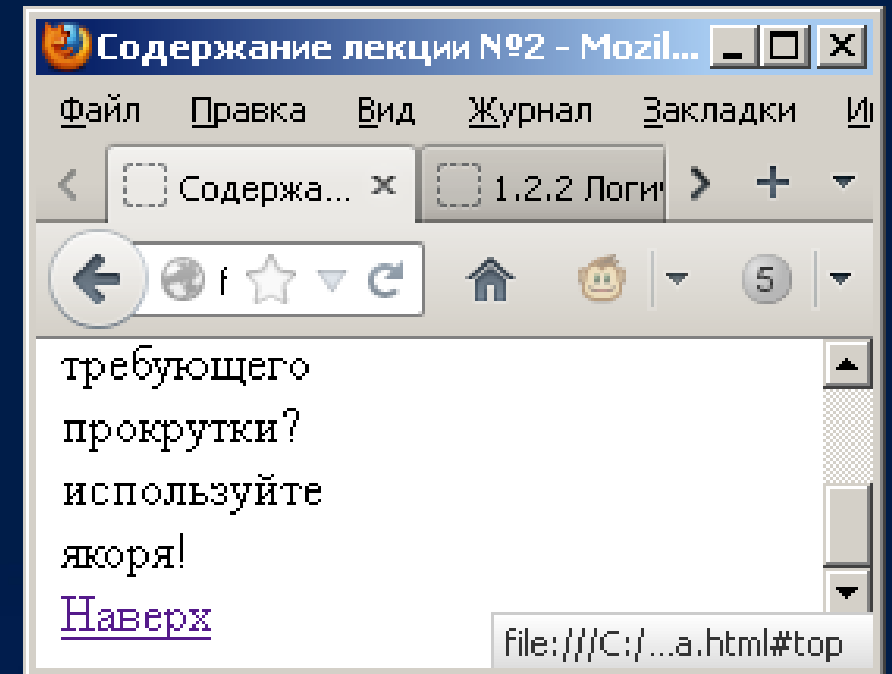 Содержание лекции №2 - Mozil...
Файл Правка Вид Журнал Закладки
Содержа... 1.2.2 Логи
f 5
требующего
прокрутки?
используйте
якоря!
Наверх
file:///C:/...a.html#top